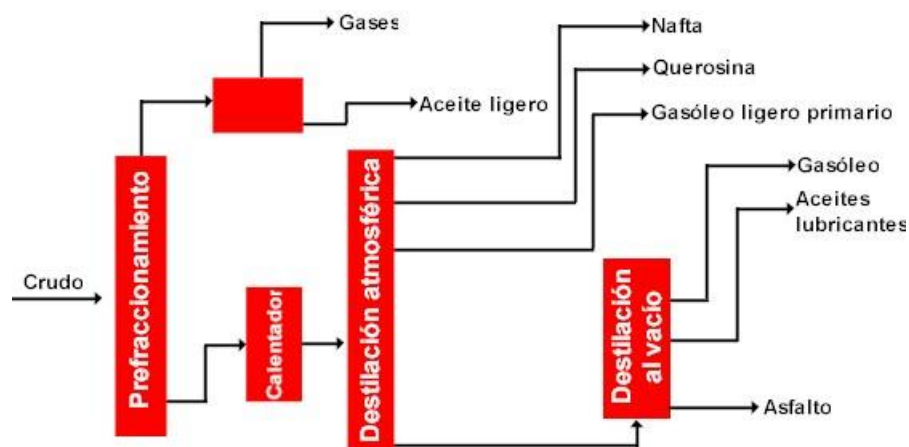 Gases
Nafta
Querosina
Aceite ligero
Gasóleo ligero primario
Prefraccionamiento
Destilación atmosférica
Gasóleo
Aceites
lubricantes
Crudo
Calentador
Destilación
al vacío
Asfalto